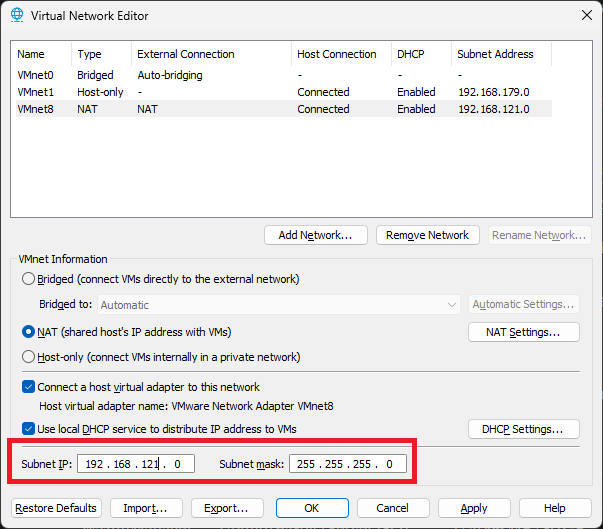 Virtual Network Editor
Name Type External Connection Host Connection DHCP Subnet Address
VMnet0 Bridged Auto-bridging - - -
VMnet1 Host-only - Connected Enabled 192.168.179.0
VMnet8 NAT NAT Connected Enabled 192.168.121.0
Add Network... Remove Network Rename Network...
VMnet Information
Bridged (connect VMs directly to the external network)
Bridged to: Automatic Automatic Settings...
NAT (shared host's IP address with VMs) NAT Settings...
Host-only (connect VMs internally in a private network)
Connect a host virtual adapter to this network
Host virtual adapter name: VMware Network Adapter VMnet8
Use local DHCP service to distribute IP address to VMs DHCP Settings...
Subnet IP: 192 . 168 . 121 . 0 Subnet mask: 255 . 255 . 255 . 0
Restore Defaults Import... Export... OK Cancel Apply Help